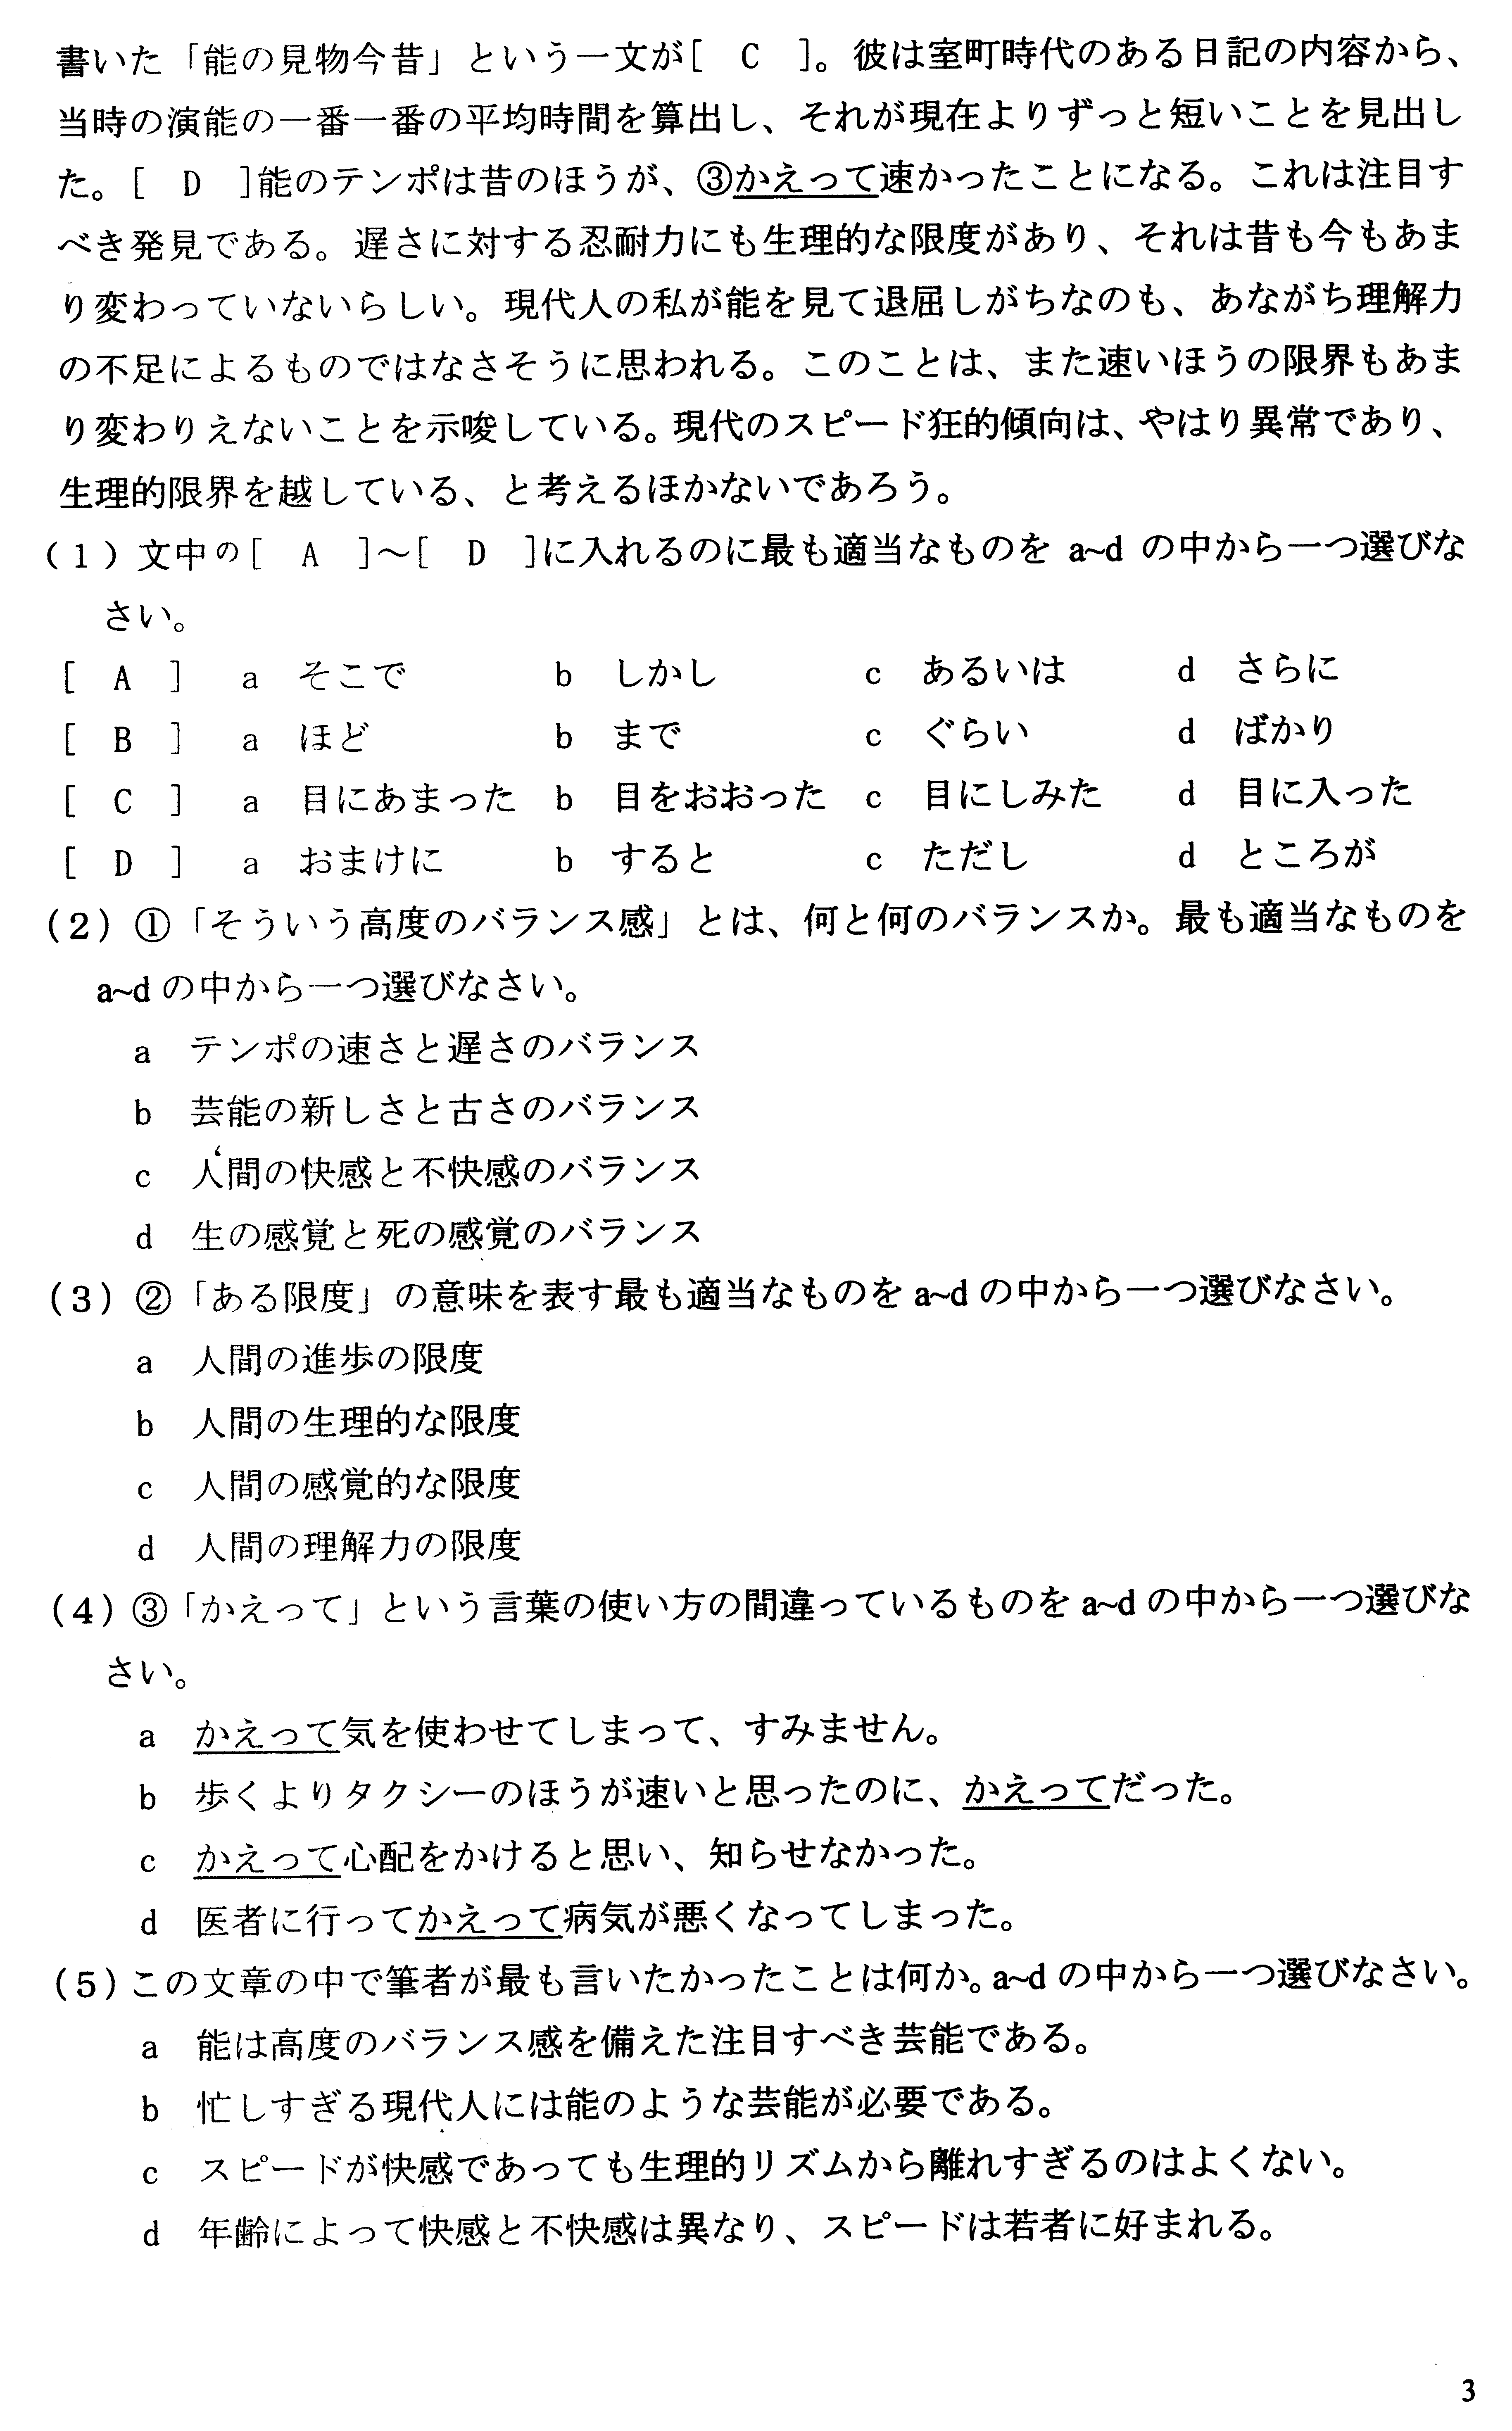 書いた「能の見物今昔」という一文が[　C　]。彼は室町時代のある日記の内容から、
当時の演能の一番一番の平均時間を算出し、それが現在よりずっと短いことを見出し
た。[　D　]能のテンポは昔のほうが、③かえって速かったことになる。これは注目す
べき発見である。遅さに対する忍耐力にも生理的な限度があり、それは昔も今もあま
り変わっていないらしい。現代人の私が能を見て退屈しがちなのも、あながち理解力
の不足によるものではなさそうに思われる。このことは、また速いほうの限界もあま
り変わりえないことを示唆している。現代のスピード狂的傾向は、やはり異常であり、
生理的限界を越している、と考えるほかないであろう。
（1）文中の[　A　]～[　D　]に入れるのに最も適当なものを a~d の中から一つ選びな
さい。
[　A　]　a　そこで　b　しかし　c　あるいは　d　さらに
[　B　]　a　ほど　b　まで　c　ぐらい　d　ばかり
[　C　]　a　目にあまった　b　目をおおった　c　目にしみた　d　目に入った
[　D　]　a　おまけに　b　すると　c　ただし　d　ところが
（2）①「そういう高度のバランス感」とは、何と何のバランスか。最も適当なものを
a~d の中から一つ選びなさい。
a　テンポの速さと遅さのバランス
b　芸能の新しさと古さのバランス
c　人間の快感と不快感のバランス
d　生の感覚と死の感覚のバランス
（3）②「ある限度」の意味を表す最も適当なものを a~d の中から一つ選びなさい。
a　人間の進歩の限度
b　人間の生理的な限度
c　人間の感覚的な限度
d　人間の理解力の限度
（4）③「かえって」という言葉の使い方の間違っているものを a~d の中から一つ選びな
さい。
a　かえって気を使わせてしまって、すみません。
b　歩くよりタクシーのほうが速いと思ったのに、かえってだった。
c　かえって心配をかけると思い、知らせなかった。
d　医者に行ってかえって病気が悪くなってしまった。
（5）この文章の中で筆者が最も言いたかったことは何か。a~d の中から一つ選びなさい。
a　能は高度のバランス感を備えた注目すべき芸能である。
b　忙しすぎる現代人には能のような芸能が必要である。
c　スピードが快感であっても生理的リズムから離れすぎるのはよくない。
d　年齢によって快感と不快感は異なり、スピードは若者に好まれる。
3